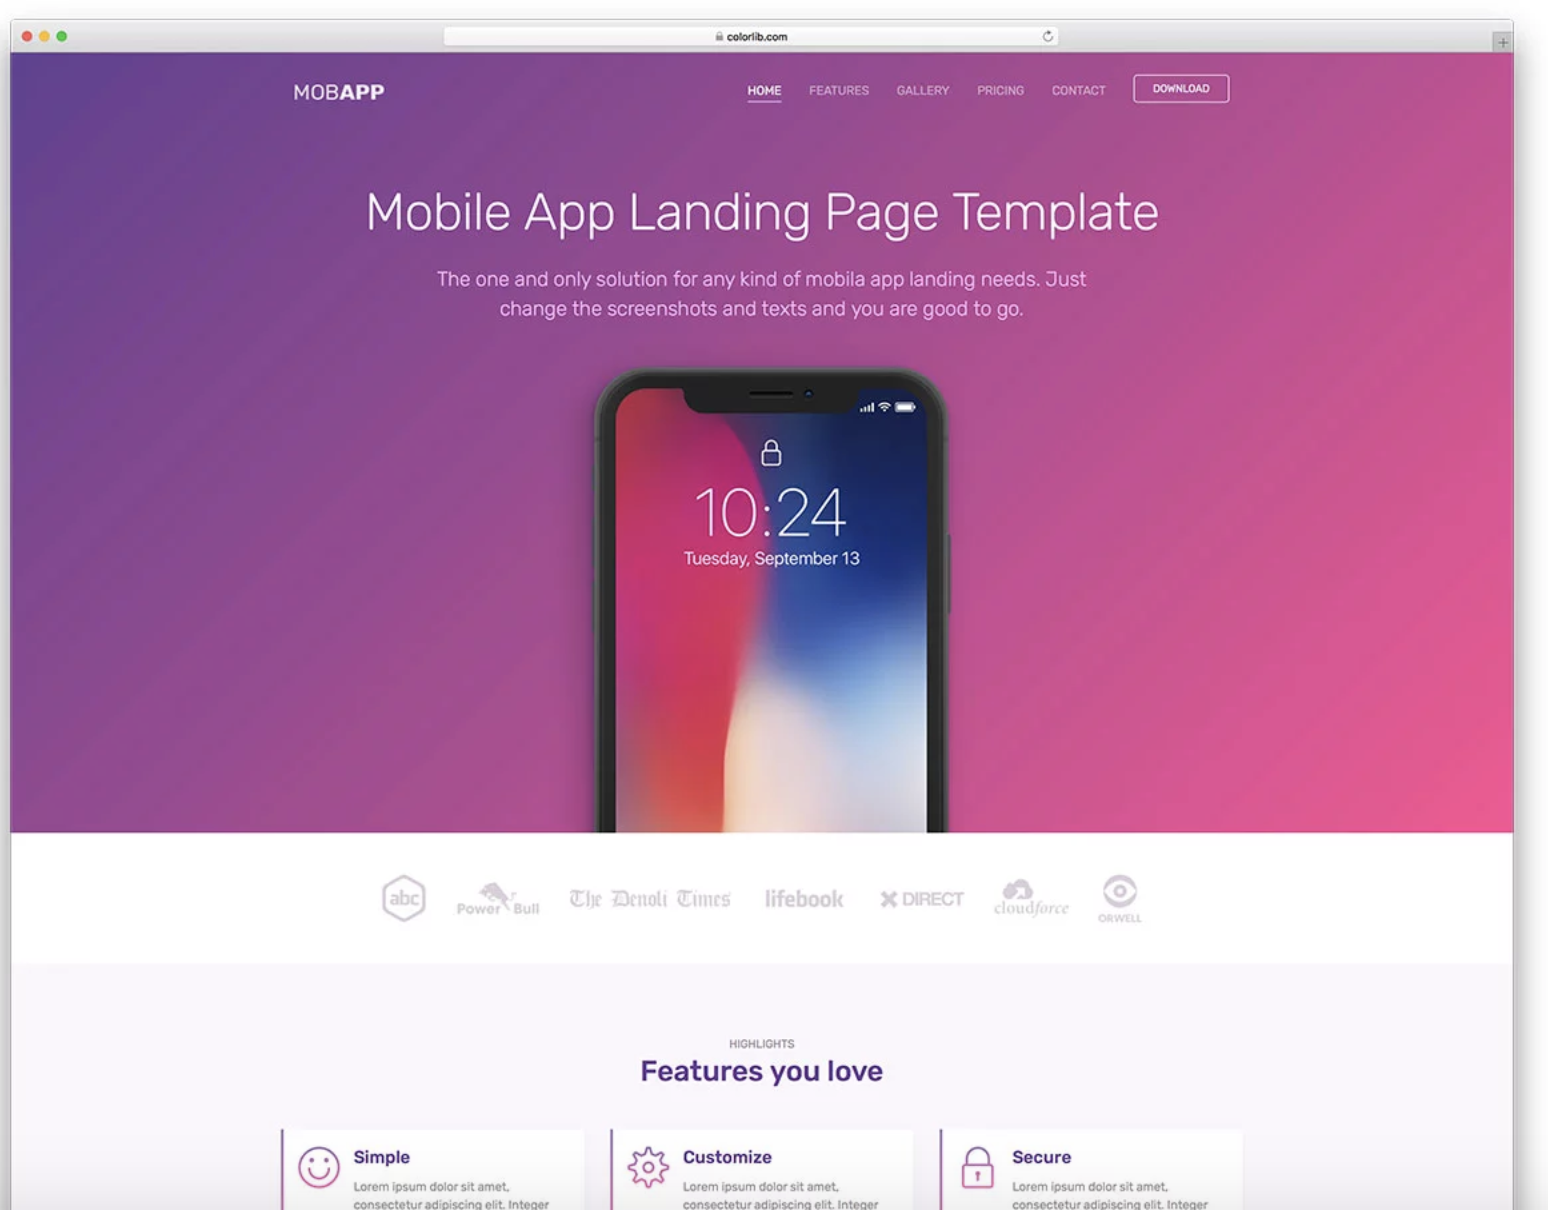 colorlib.com
MOBAPP HOME FEATURES GALLERY PRICING CONTACT DOWNLOAD
Mobile App Landing Page Template
The one and only solution for any kind of mobila app landing needs. Just
change the screenshots and texts and you are good to go.
10:24
Tuesday, September 13
abc Power Bull The Denoli Times lifebook DIRECT cloudforce ORWELL
HIGHLIGHTS
Features you love
Simple Customize Secure
Lorem ipsum dolor sit amet, Lorem ipsum dolor sit amet, Lorem ipsum dolor sit amet,
consectetur adipiscing elit. Integer consectetur adipiscing elit. Integer consectetur adipiscing elit. Integer